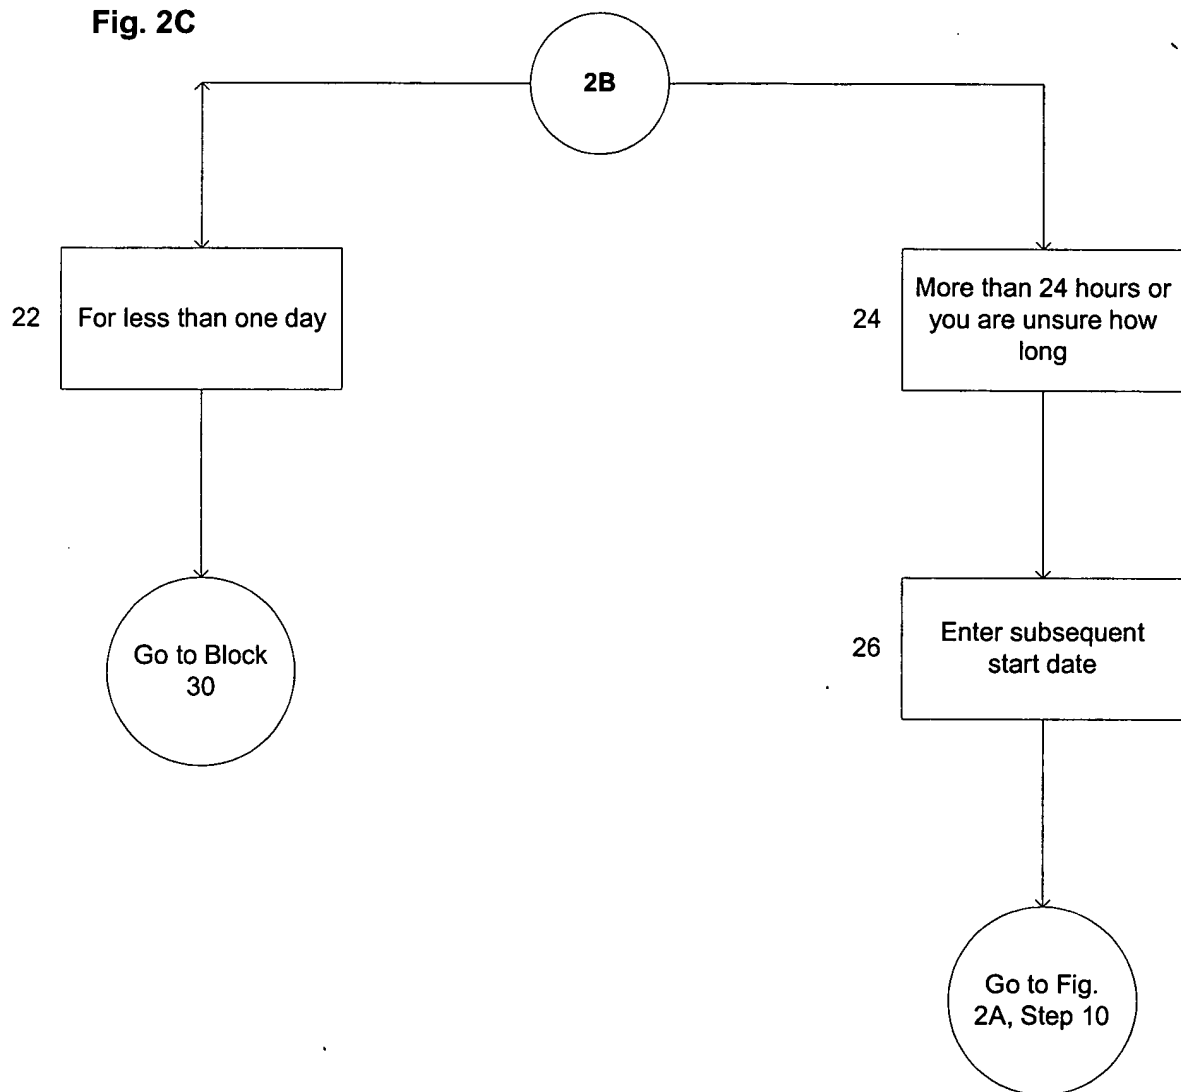 Fig. 2C
2B
22
For less than one day
24
More than 24 hours or
you are unsure how
long
Go to Block
30
26
Enter subsequent
start date
Go to Fig.
2A, Step 10